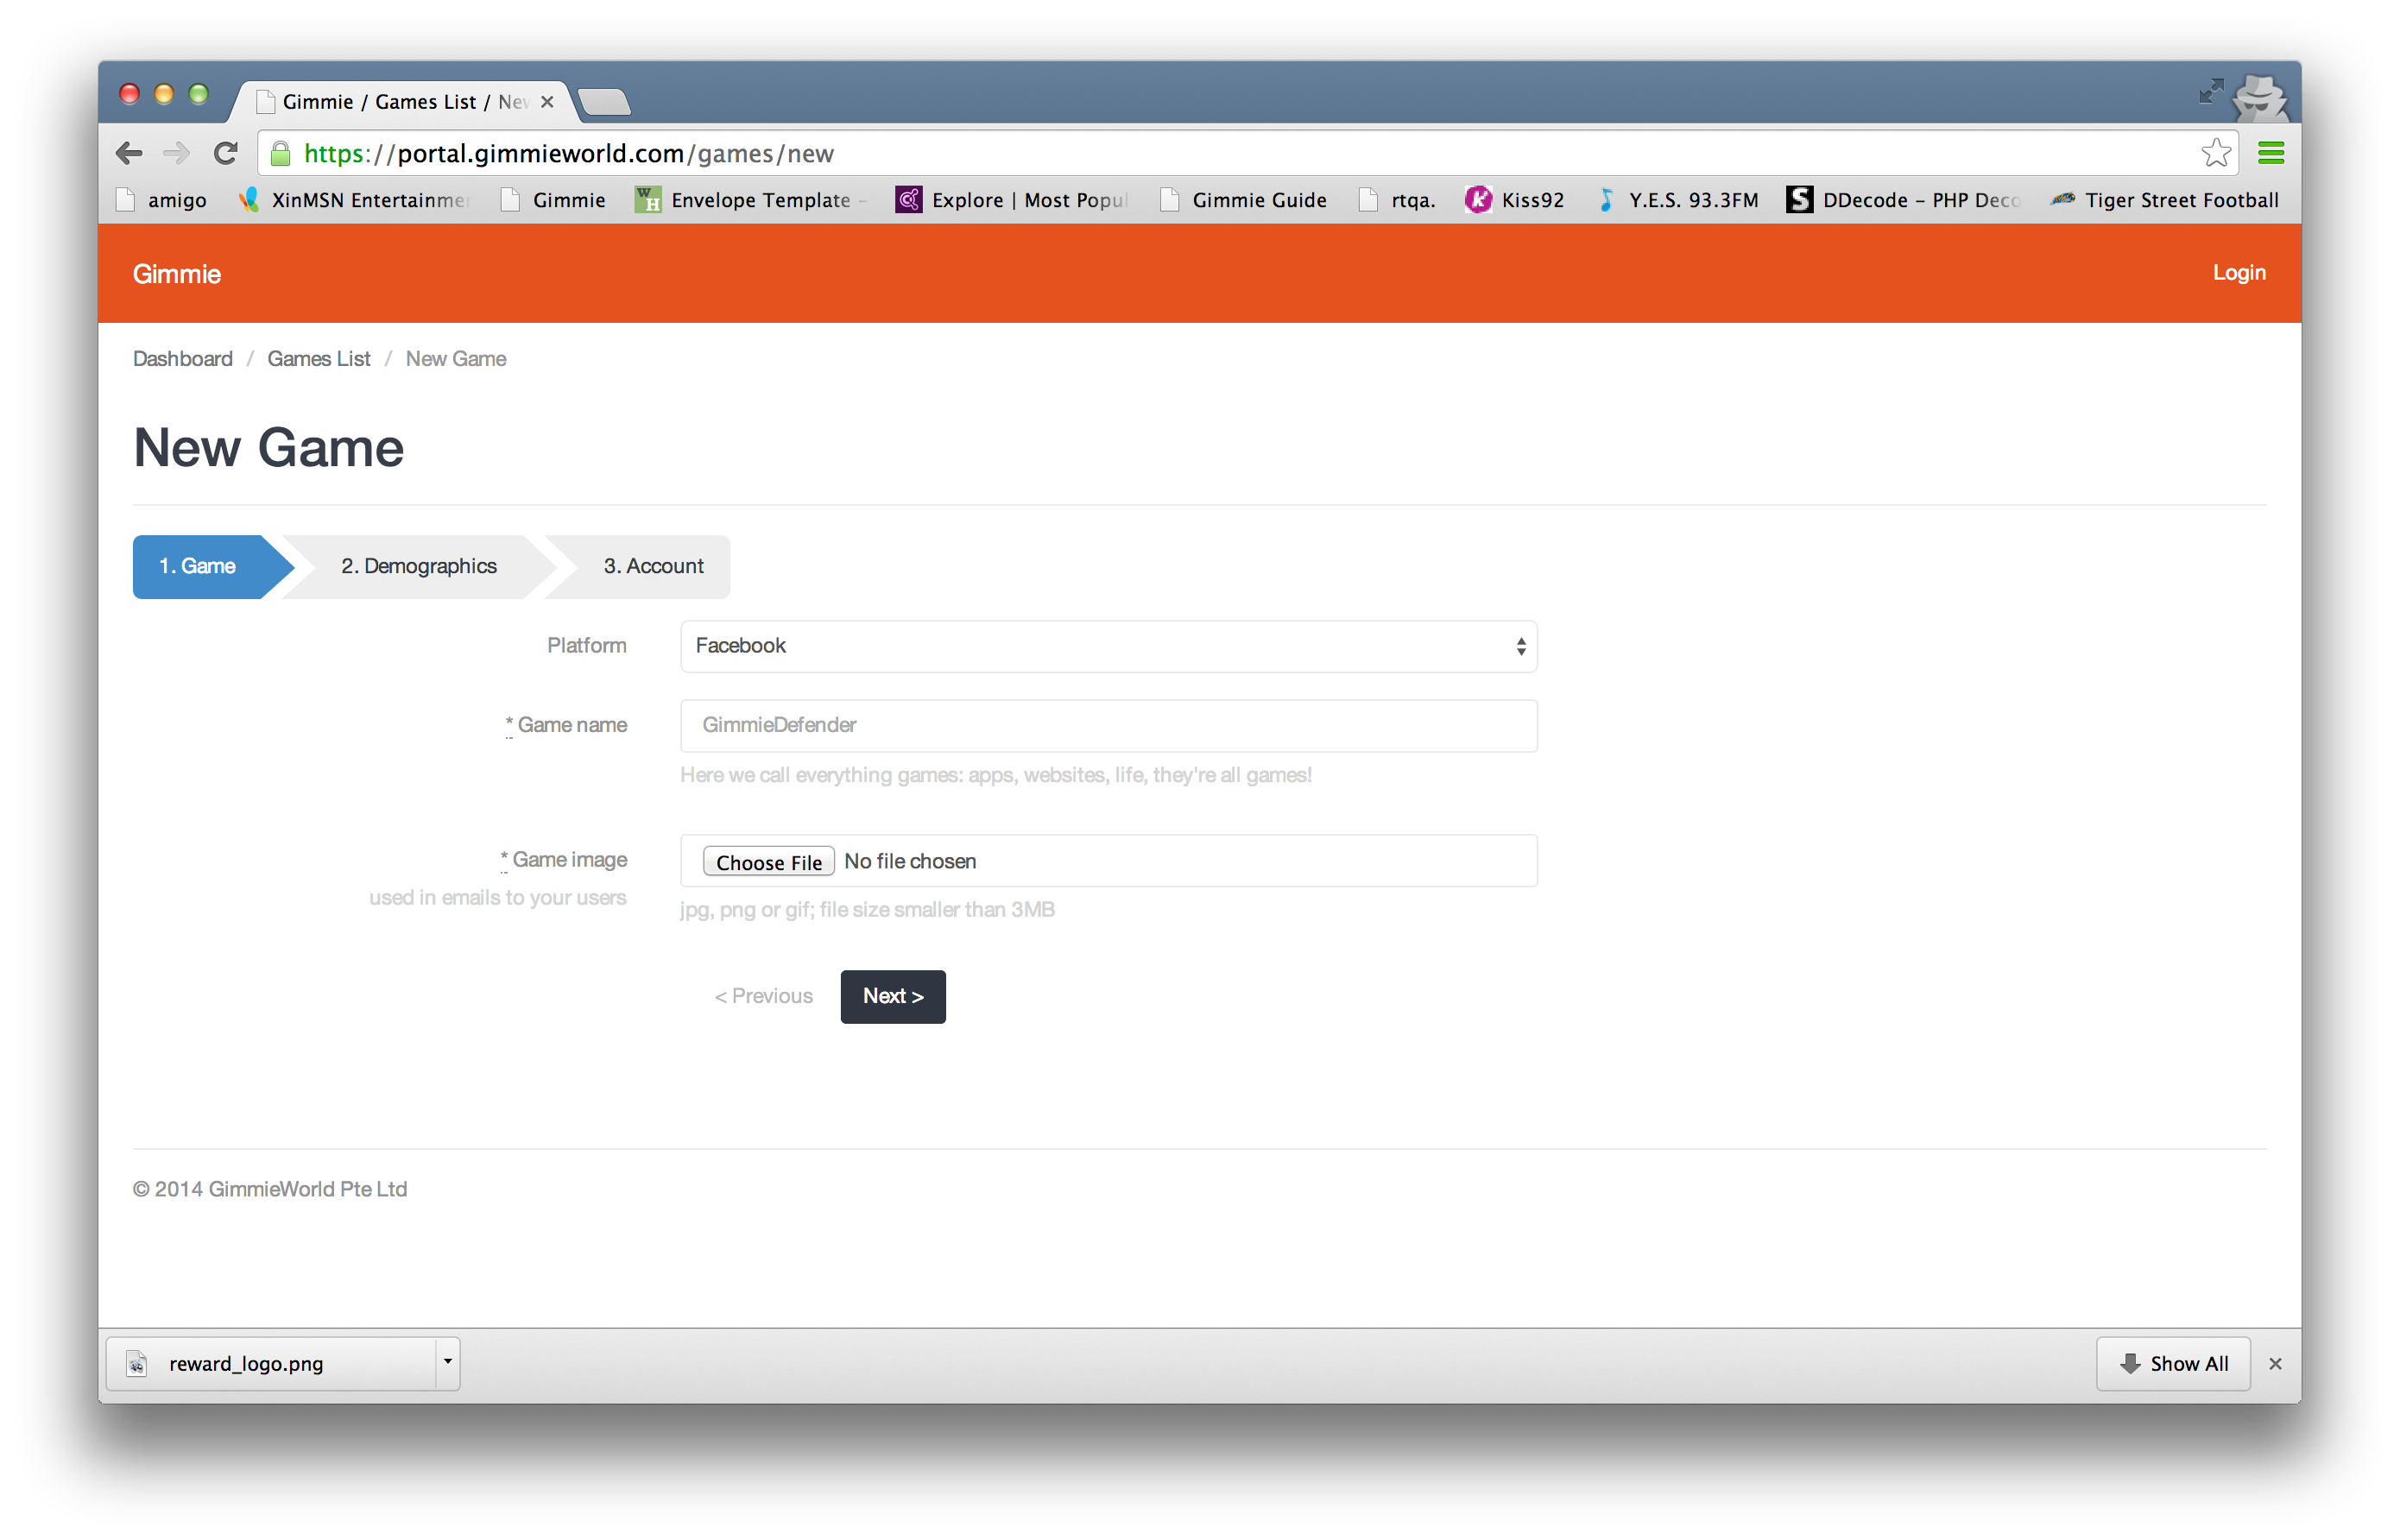 Gimmie / Games List / New
https://portal.gimmieworld.com/games/new
amigo XinMSN Entertainmen Gimmie Envelope Template - Explore | Most Popul Gimmie Guide rtqa. Kiss92 Y.E.S. 93.3FM DDecode – PHP Deco Tiger Street Football
Gimmie Login
Dashboard / Games List / New Game
New Game
1. Game 2. Demographics 3. Account
Platform Facebook
* Game name GimmieDefender
Here we call everything games: apps, websites, life, they're all games!
* Game image Choose File No file chosen
used in emails to your users jpg, png or gif; file size smaller than 3MB
< Previous Next >
© 2014 GimmieWorld Pte Ltd
reward_logo.png Show All